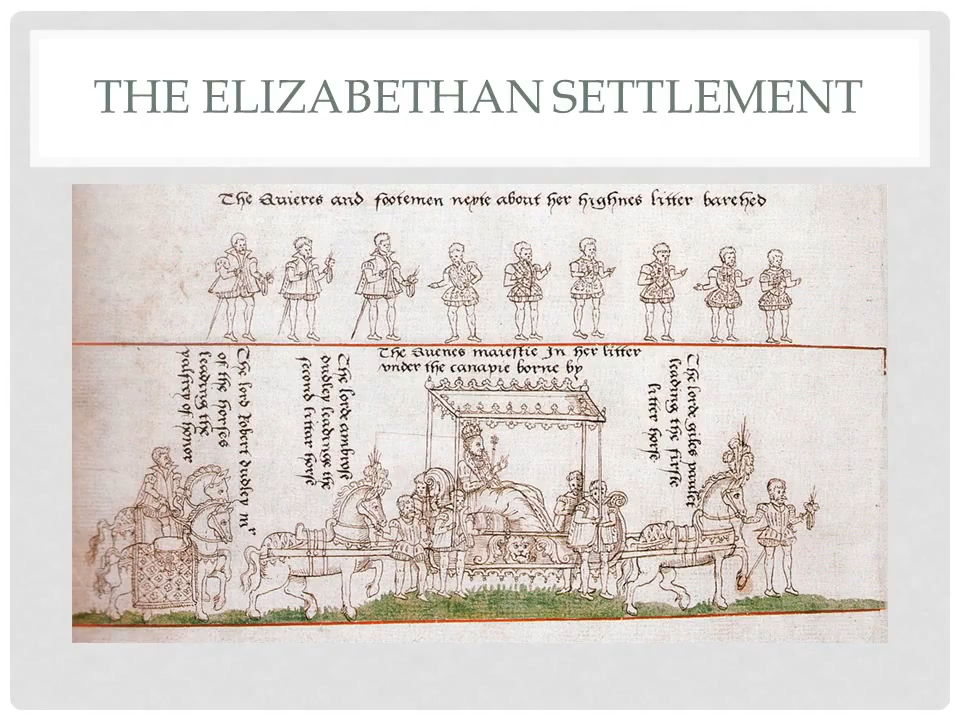 THE ELIZABETHAN SETTLEMENT
The Quieres and footemen nexte about her highnes litter barehed
The Quenes maiestie In her litter
vnder the canapie borne by
The lord Robert dudley mr
of the horses
leading the
palfrey of honor
The lorde ambrose
dudley leadinge the
second littar horse
The lorde giles paulet
leading the firste
litter horse